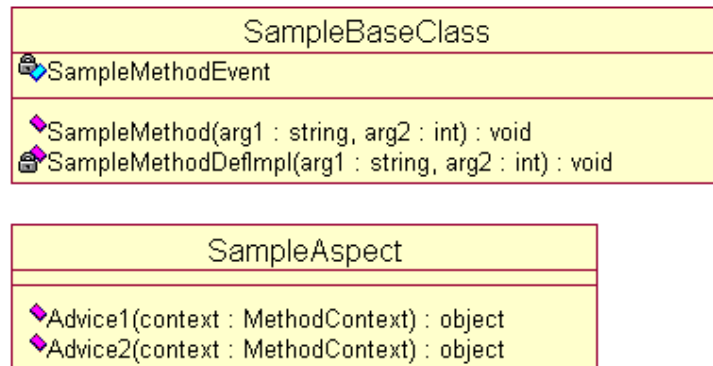 SampleBaseClass
SampleMethodEvent
SampleMethod(arg1 : string, arg2 : int) : void
SampleMethodDefImpl(arg1 : string, arg2 : int) : void
SampleAspect
Advice1(context : MethodContext) : object
Advice2(context : MethodContext) : object